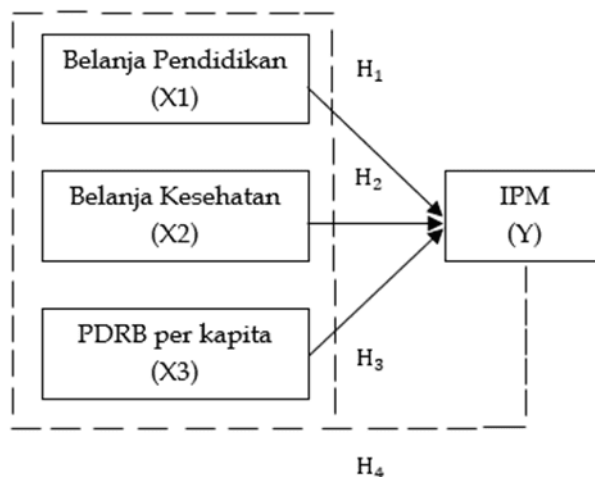 Belanja Pendidikan
(X1)
H₁
Belanja Kesehatan
(X2)
H₂
IPM
(Y)
PDRB per kapita
(X3)
H₃
H₄